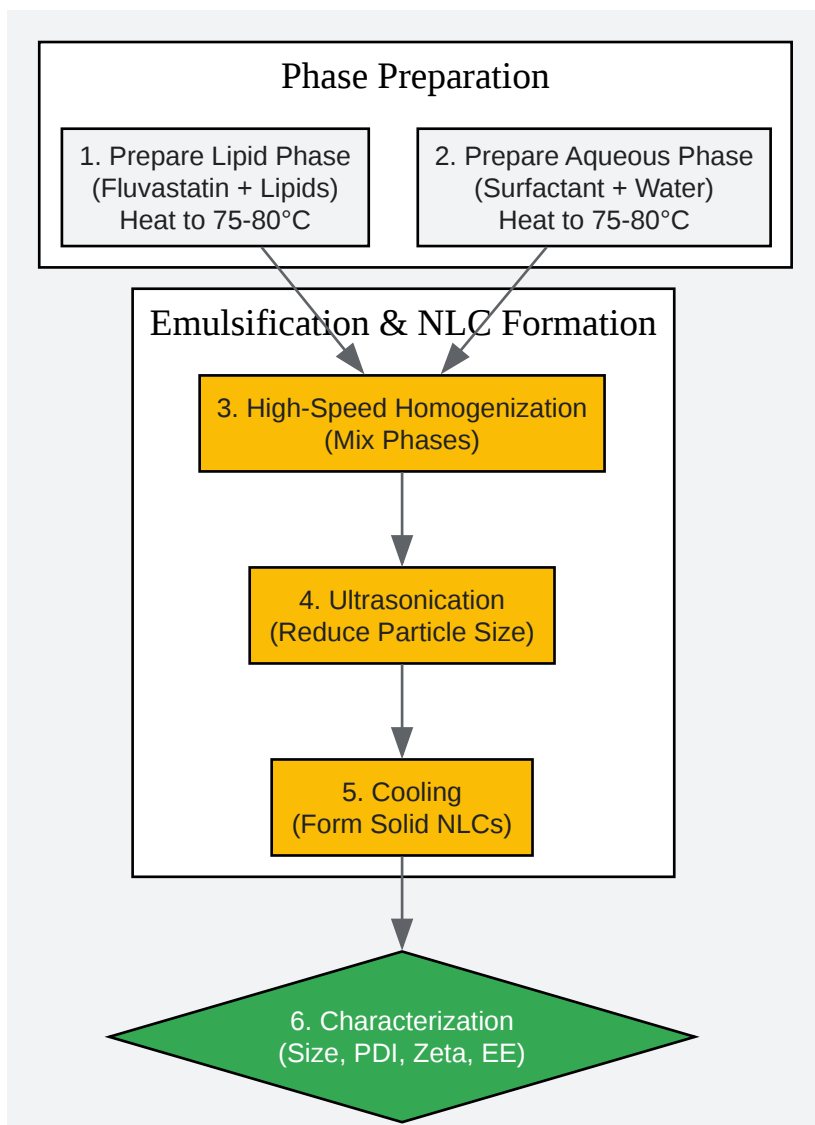 Phase Preparation
1. Prepare Lipid Phase
(Fluvastatin + Lipids)
Heat to 75-80°C
2. Prepare Aqueous Phase
(Surfactant + Water)
Heat to 75-80°C
Emulsification & NLC Formation
3. High-Speed Homogenization
(Mix Phases)
4. Ultrasonication
(Reduce Particle Size)
5. Cooling
(Form Solid NLCs)
6. Characterization
(Size, PDI, Zeta, EE)